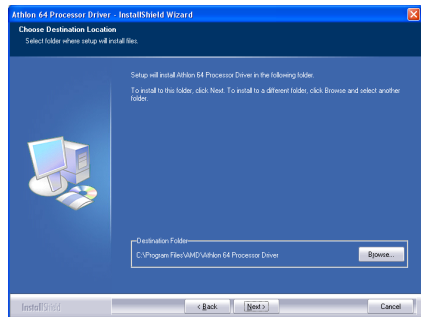 Athlon 64 Processor Driver - InstallShield Wizard
Choose Destination Location
Select folder where setup will install files.
Setup will install Athlon 64 Processor Driver in the following folder.
To install to this folder, click Next. To install to a different folder, click Browse and select another
folder.
Destination Folder
C:\Program Files\AMD\Athlon 64 Processor Driver
Browse...
InstallShield
< Back
Next >
Cancel